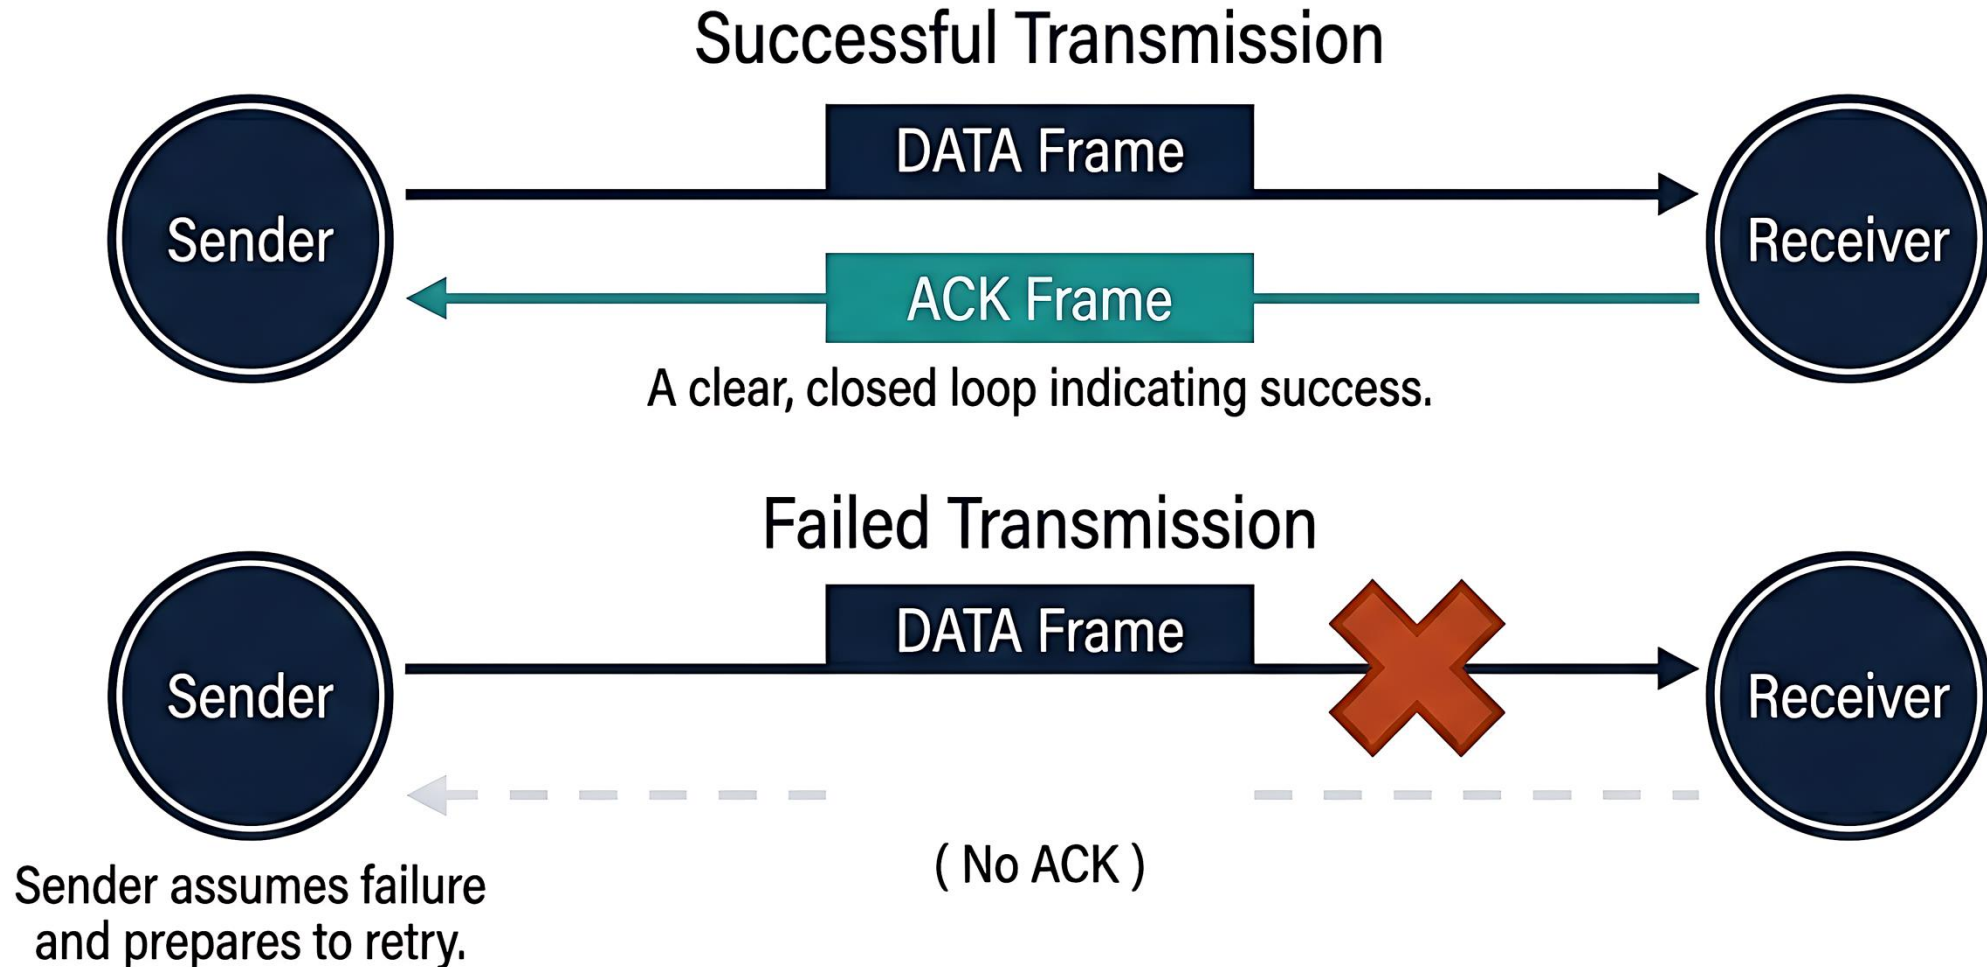 Successful Transmission
DATA Frame
Sender
Receiver
ACK Frame
A clear, closed loop indicating success.
Failed Transmission
DATA Frame
Sender
Receiver
( No ACK )
Sender assumes failure
and prepares to retry.